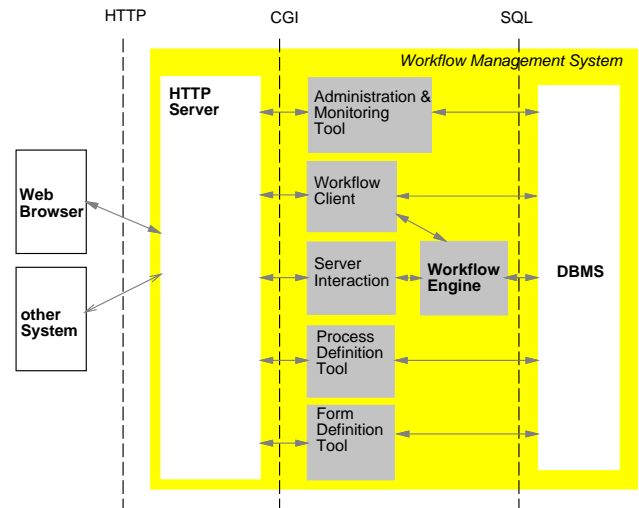 HTTP
CGI
SQL
Workflow Management System
HTTP
Server
Administration &
Monitoring
Tool
Web
Browser
Workflow
Client
Server
Interaction
Workflow
Engine
DBMS
other
System
Process
Definition
Tool
Form
Definition
Tool